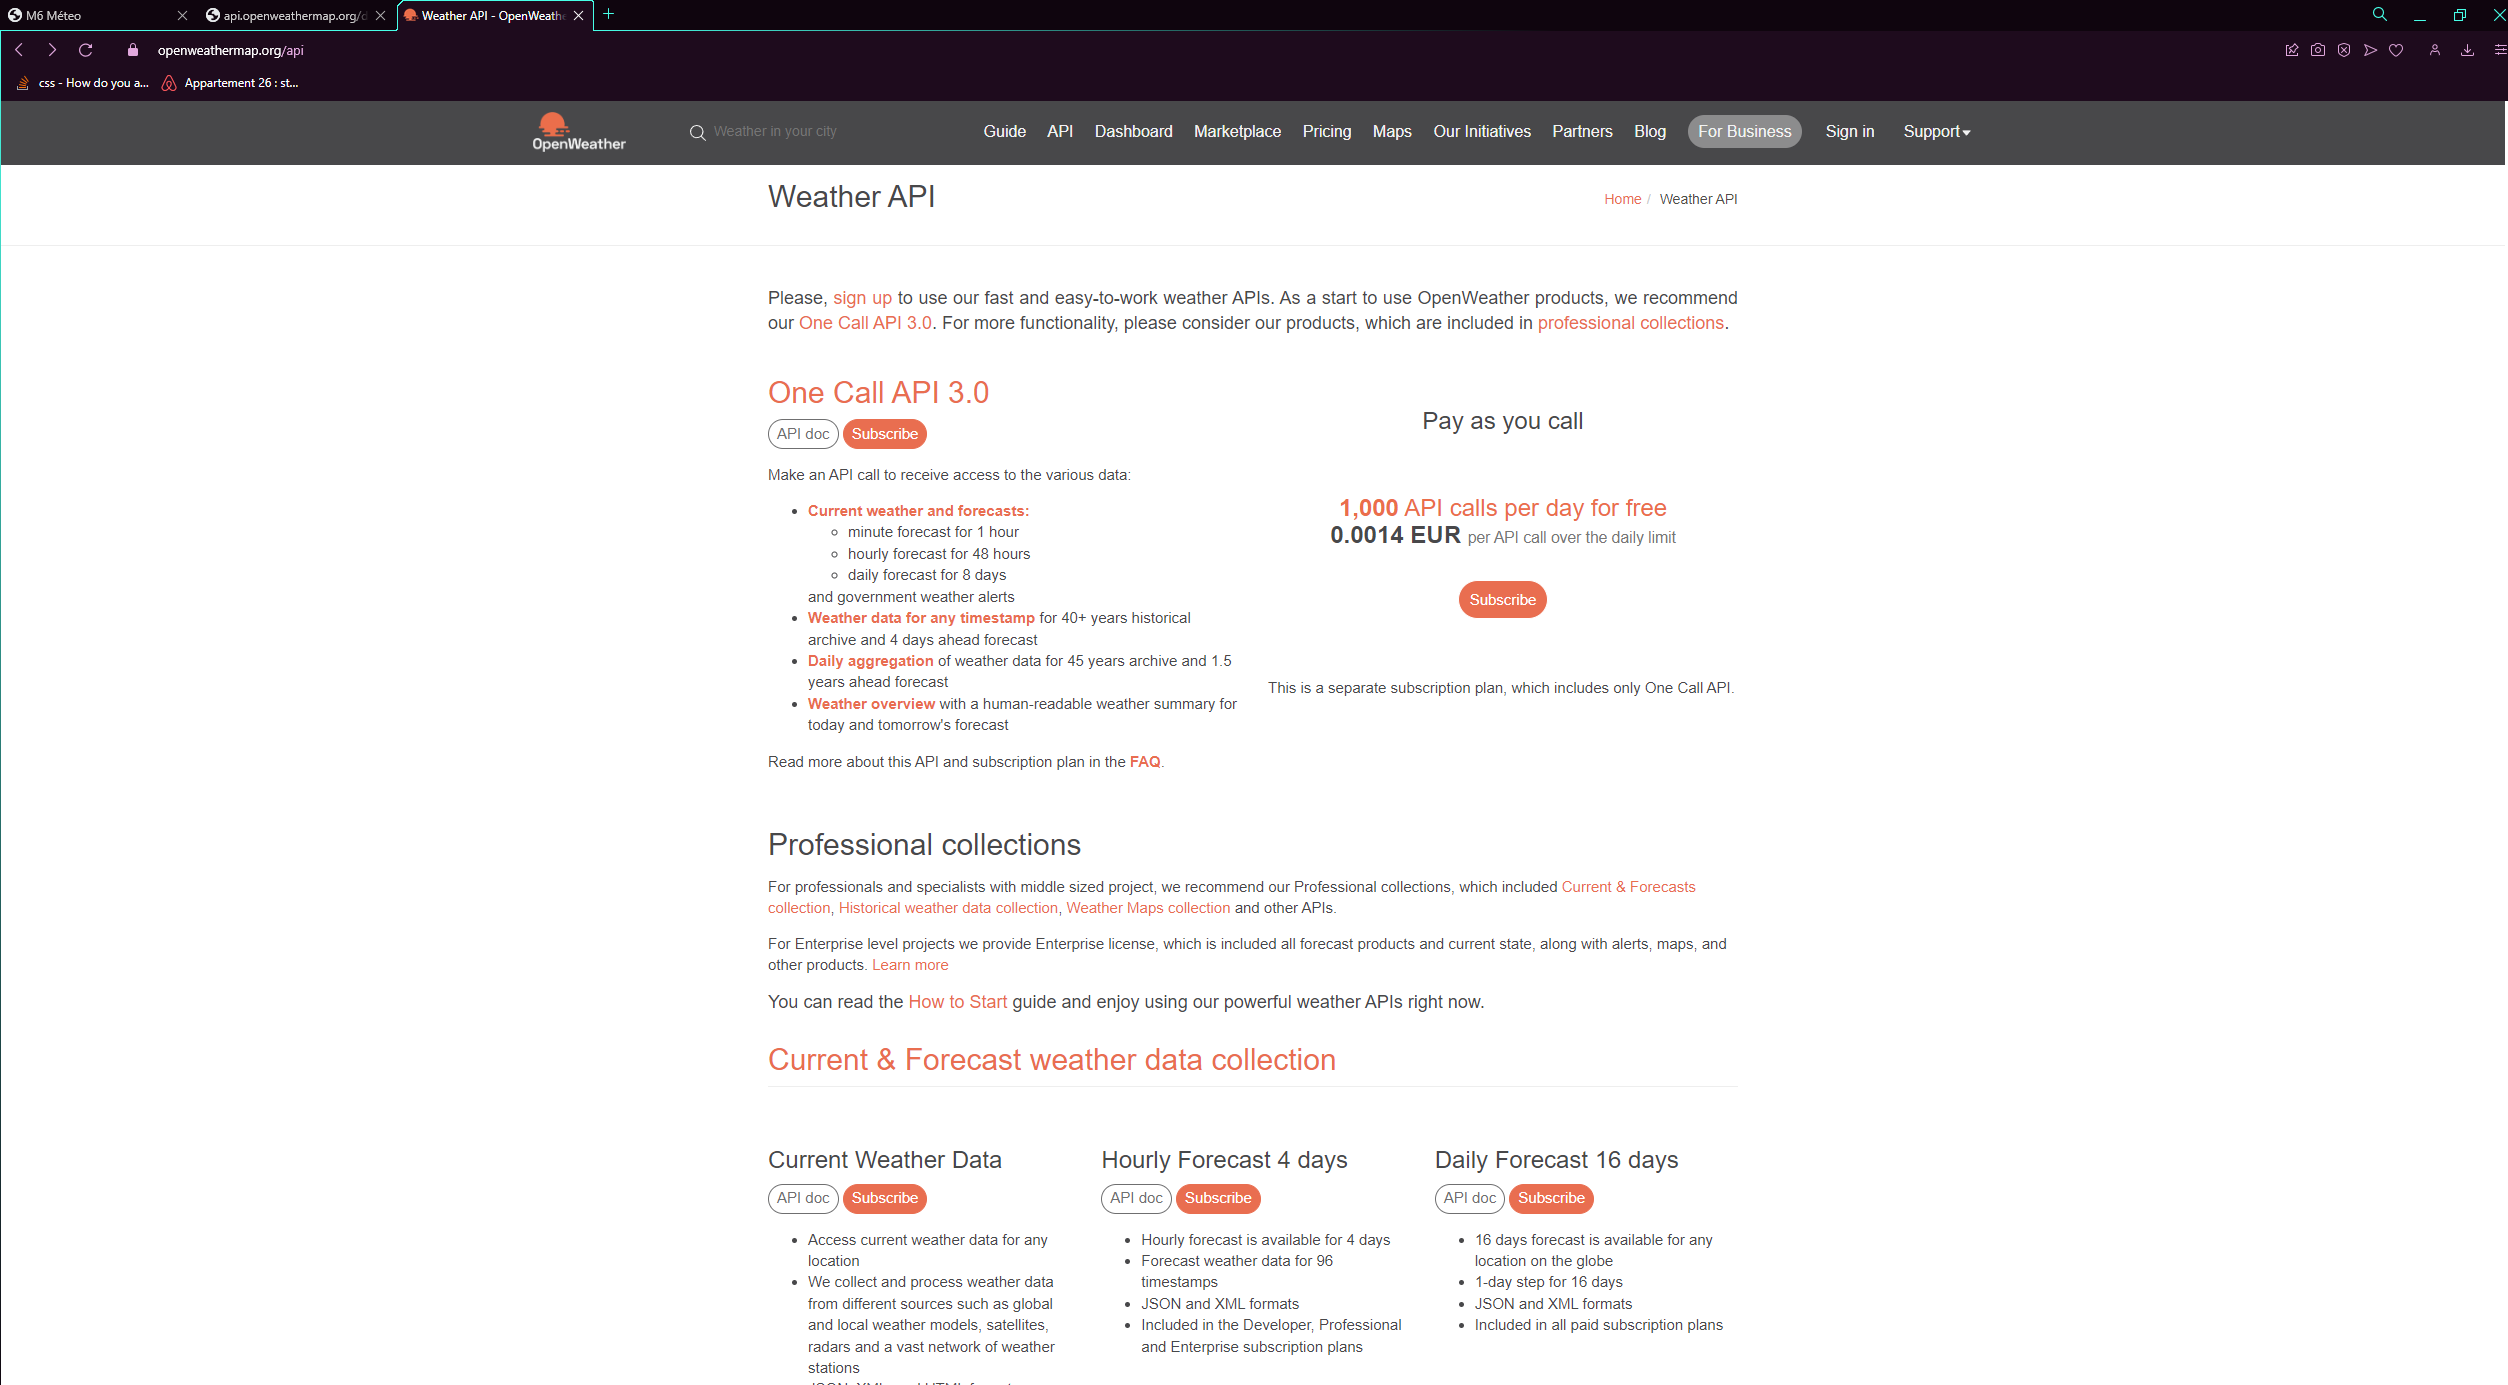 M6 Méteo
api.openweathermap.org/d
Weather API - OpenWeathe
openweathermap.org/api
css - How do you a...
Appartement 26 : st...
OpenWeather
Weather in your city
Guide API Dashboard Marketplace Pricing Maps Our Initiatives Partners Blog For Business Sign in Support
Weather API
Home / Weather API
Please, sign up to use our fast and easy-to-work weather APIs. As a start to use OpenWeather products, we recommend
our One Call API 3.0. For more functionality, please consider our products, which are included in professional collections.
One Call API 3.0
API doc Subscribe
Make an API call to receive access to the various data:
Current weather and forecasts:
minute forecast for 1 hour
hourly forecast for 48 hours
daily forecast for 8 days
and government weather alerts
Weather data for any timestamp for 40+ years historical
archive and 4 days ahead forecast
Daily aggregation of weather data for 45 years archive and 1.5
years ahead forecast
Weather overview with a human-readable weather summary for
today and tomorrow's forecast
Read more about this API and subscription plan in the FAQ.
Pay as you call
1,000 API calls per day for free
0.0014 EUR per API call over the daily limit
Subscribe
This is a separate subscription plan, which includes only One Call API.
Professional collections
For professionals and specialists with middle sized project, we recommend our Professional collections, which included Current & Forecasts
collection, Historical weather data collection, Weather Maps collection and other APIs.
For Enterprise level projects we provide Enterprise license, which is included all forecast products and current state, along with alerts, maps, and
other products. Learn more
You can read the How to Start guide and enjoy using our powerful weather APIs right now.
Current & Forecast weather data collection
Current Weather Data
API doc Subscribe
Access current weather data for any
location
We collect and process weather data
from different sources such as global
and local weather models, satellites,
radars and a vast network of weather
stations
Hourly Forecast 4 days
API doc Subscribe
Hourly forecast is available for 4 days
Forecast weather data for 96
timestamps
JSON and XML formats
Included in the Developer, Professional
and Enterprise subscription plans
Daily Forecast 16 days
API doc Subscribe
16 days forecast is available for any
location on the globe
1-day step for 16 days
JSON and XML formats
Included in all paid subscription plans